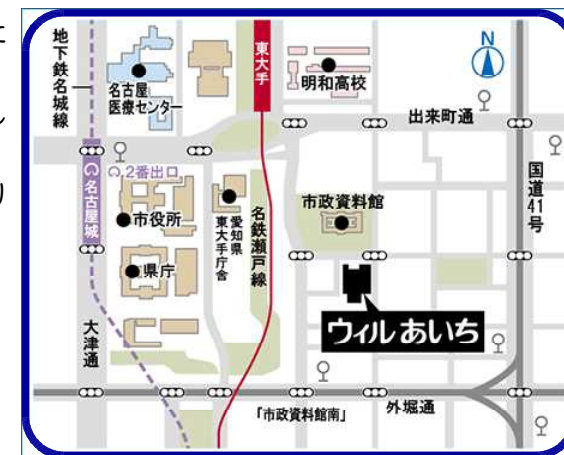 に
地下鉄名城線
名古屋
医療センター
東大手
明和高校
N
出来町通
2番出口
名古屋城
り
市役所
愛知県
東大手庁舎
名鉄瀬戸線
市政資料館
国道41号
県庁
大津通
ウィルあいち
「市政資料館南」
外堀通